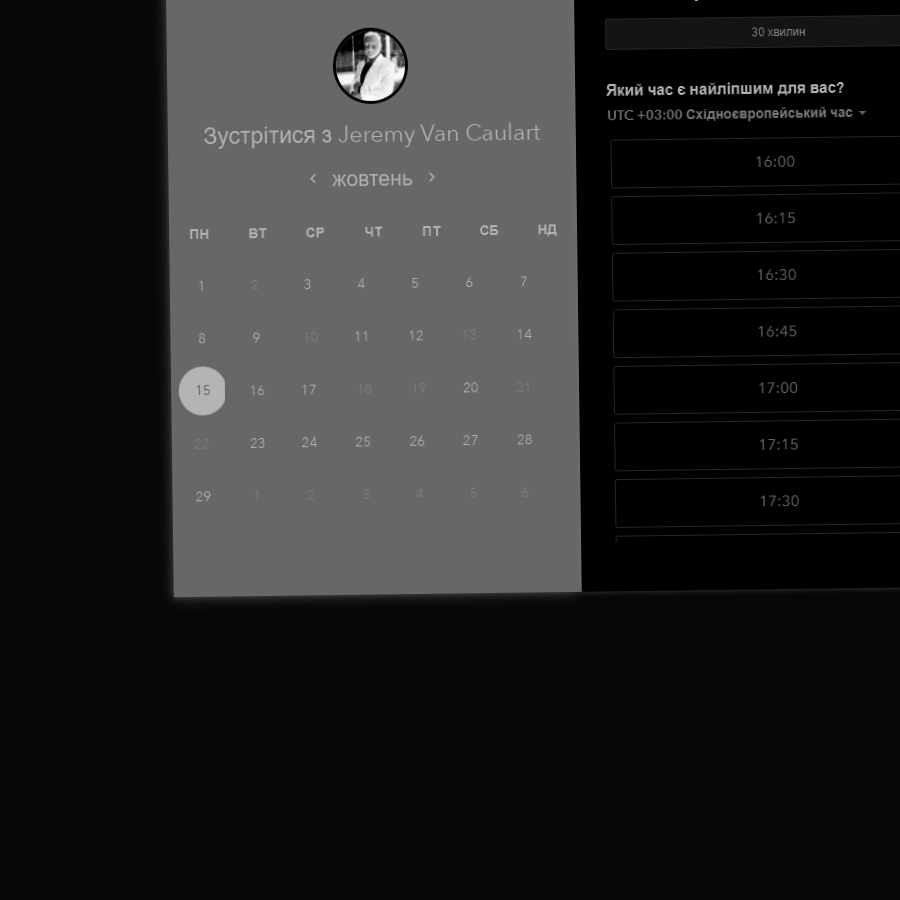 Зустрітися з Jeremy Van Caulart
жовтень
ПН ВТ СР ЧТ ПТ СБ НД
1 2 3 4 5 6 7
8 9 10 11 12 13 14
15 16 17 18 19 20 21
22 23 24 25 26 27 28
29 1 2 3 4 5 6
30 хвилин
Який час є найліпшим для вас?
UTC +03:00 Східноєвропейський час
16:00
16:15
16:30
16:45
17:00
17:15
17:30